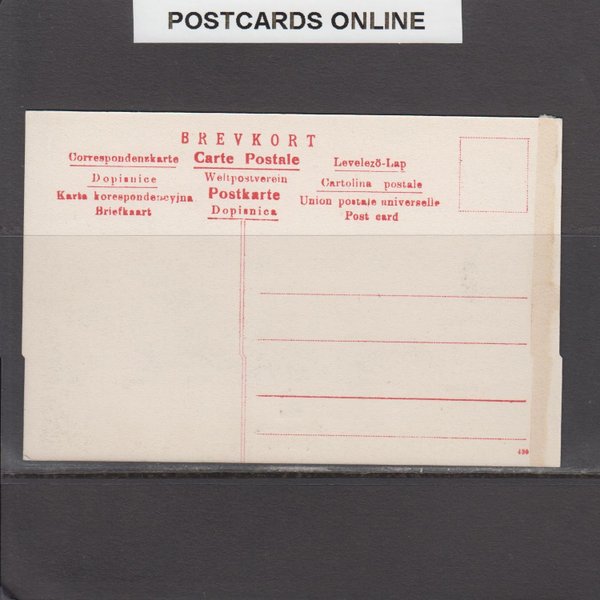 POSTCARDS ONLINE
BREVKORT
Correspondenzkarte Carte Postale Levelező-Lap
Dopisnice Weltpostverein Cartolina postale
Karta korespondencyjna Postkarte Union postale universelle
Briefkaart Dopisnica Post card
430